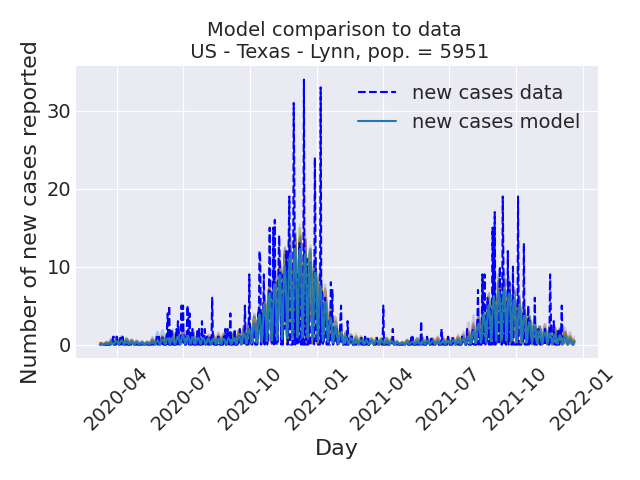 Model comparison to data
US - Texas - Lynn, pop. = 5951
new cases data
new cases model
Number of new cases reported
30
20
10
0
2020-04
2020-07
2020-10
2021-01
2021-04
2021-07
2021-10
2022-01
Day